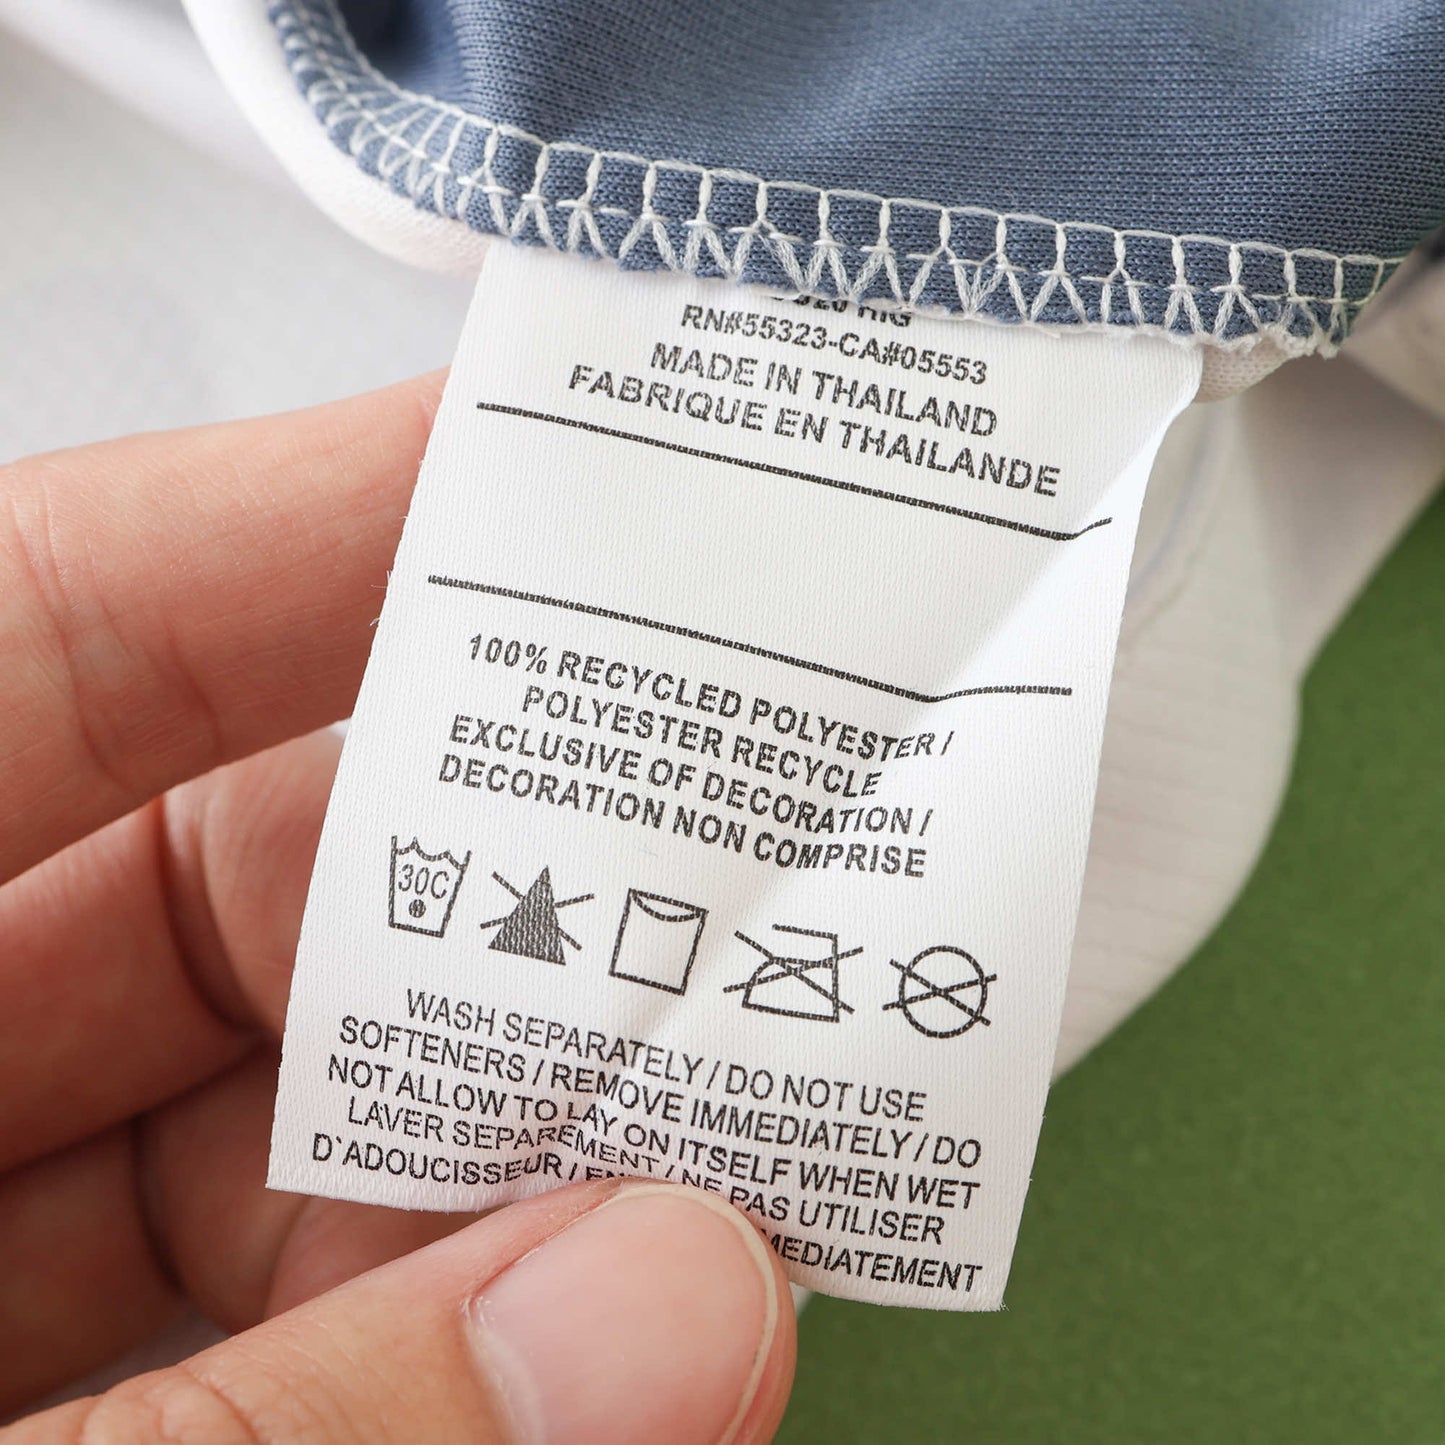 RN#55323-CA#05553
MADE IN THAILAND
FABRIQUE EN THAILANDE
100% RECYCLED POLYESTER /
POLYESTER RECYCLE
EXCLUSIVE OF DECORATION /
DECORATION NON COMPRISE
30C
WASH SEPARATELY / DO NOT USE
SOFTENERS / REMOVE IMMEDIATELY / DO
NOT ALLOW TO LAY ON ITSELF WHEN WET
LAVER SEPAREMENT / NE PAS UTILISER
D`ADOUCISSEUR /